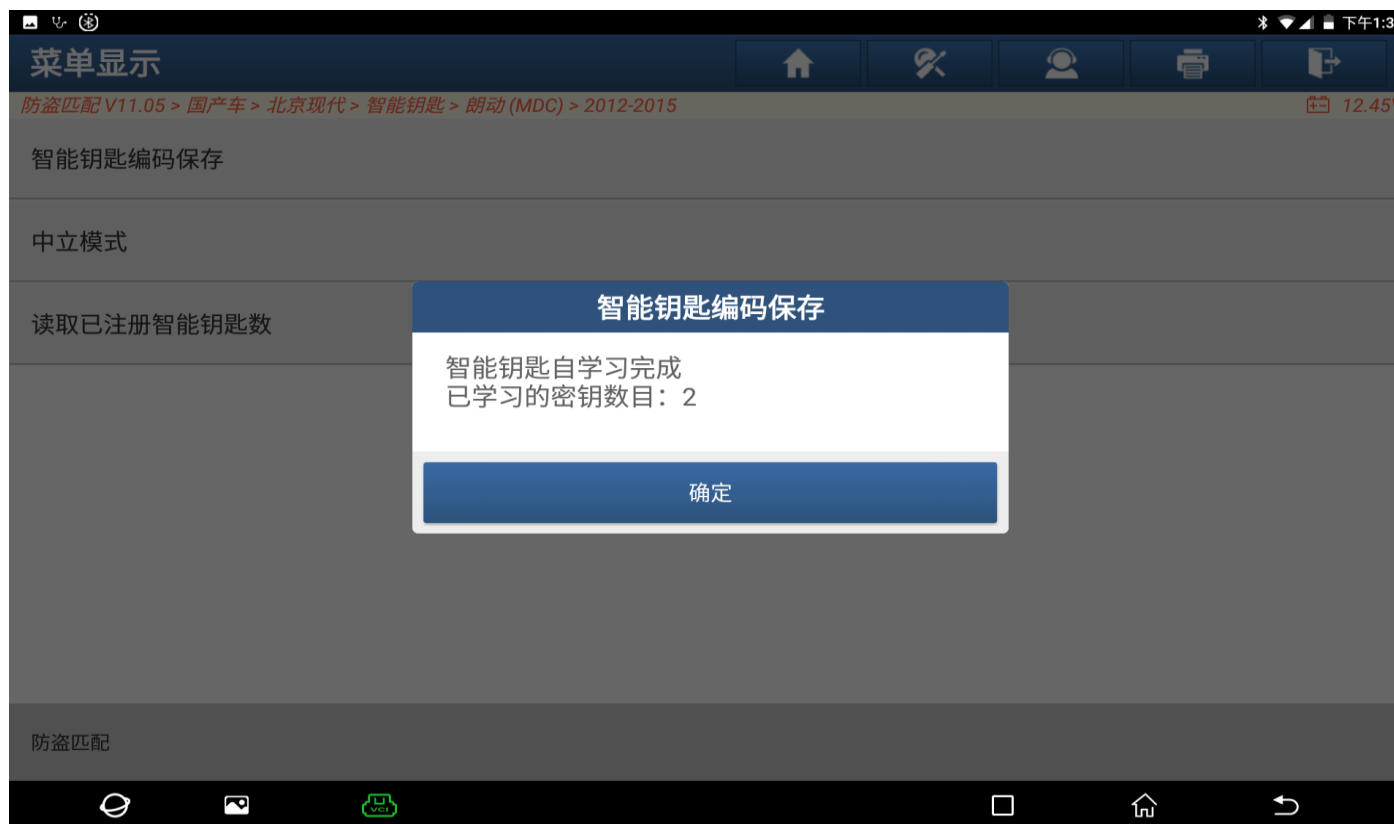 下午1:3
菜单显示
防盗匹配 V11.05 > 国产车 > 北京现代 > 智能钥匙 > 朗动 (MDC) > 2012-2015
12.45
智能钥匙编码保存
中立模式
读取已注册智能钥匙数
智能钥匙编码保存
智能钥匙自学习完成
已学习的密钥数目：2
确定
防盗匹配
VCI